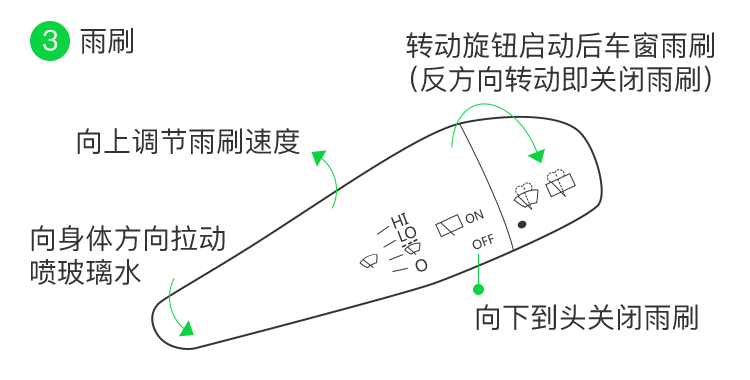 3 雨刷
转动旋钮启动后车窗雨刷
（反方向转动即关闭雨刷）
向上调节雨刷速度
向身体方向拉动
喷玻璃水
HI
LO
O
ON
OFF
向下到头关闭雨刷